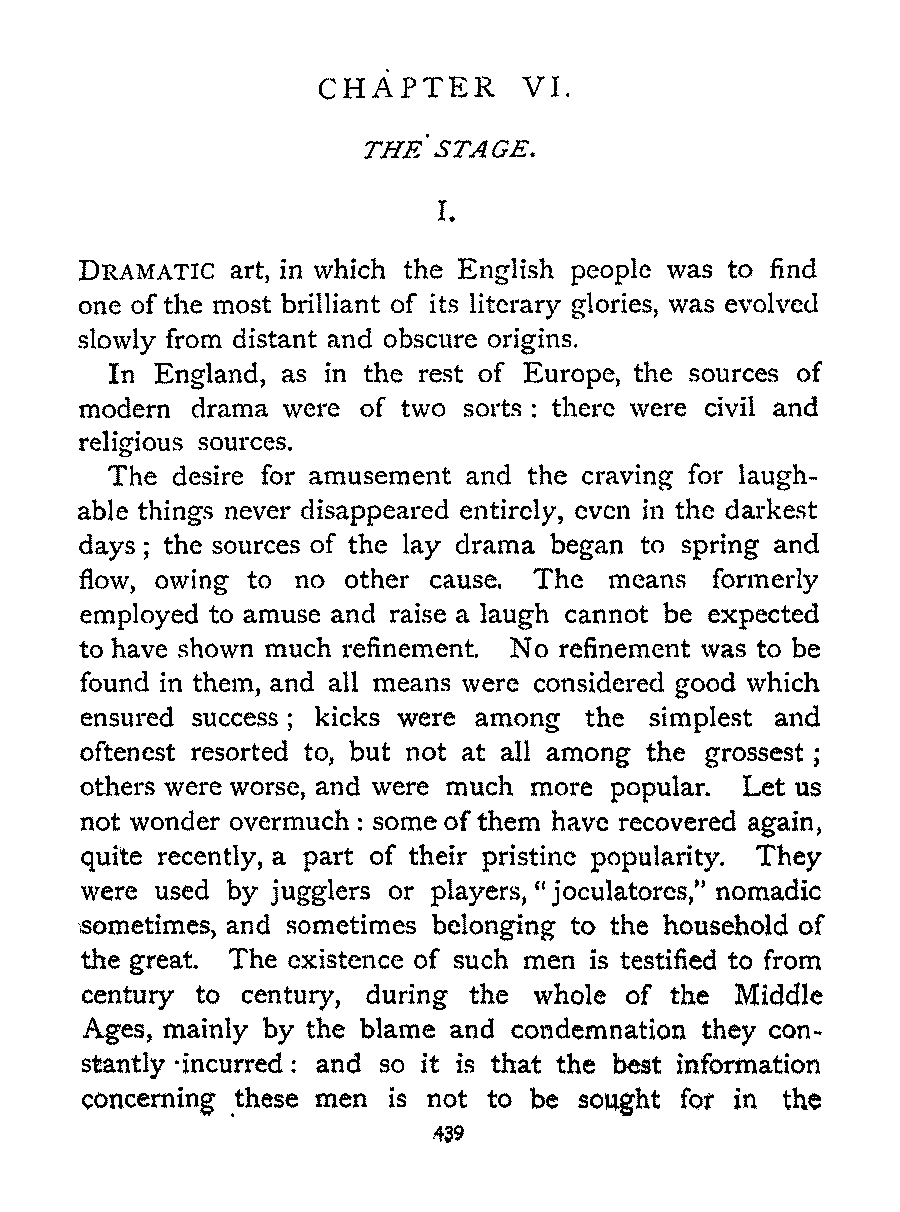 CHAPTER VI.
THE STAGE.
I.
DRAMATIC art, in which the English people was to find
one of the most brilliant of its literary glories, was evolved
slowly from distant and obscure origins.
In England, as in the rest of Europe, the sources of
modern drama were of two sorts : there were civil and
religious sources.
The desire for amusement and the craving for laugh-
able things never disappeared entirely, even in the darkest
days ; the sources of the lay drama began to spring and
flow, owing to no other cause. The means formerly
employed to amuse and raise a laugh cannot be expected
to have shown much refinement. No refinement was to be
found in them, and all means were considered good which
ensured success ; kicks were among the simplest and
oftenest resorted to, but not at all among the grossest ;
others were worse, and were much more popular. Let us
not wonder overmuch : some of them have recovered again,
quite recently, a part of their pristine popularity. They
were used by jugglers or players, "joculatores," nomadic
sometimes, and sometimes belonging to the household of
the great. The existence of such men is testified to from
century to century, during the whole of the Middle
Ages, mainly by the blame and condemnation they con-
stantly incurred : and so it is that the best information
concerning these men is not to be sought for in the
439